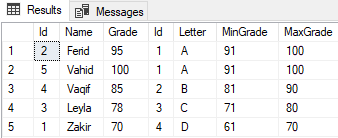 Results Messages
Id Name Grade Id Letter MinGrade MaxGrade
1 2 Ferid 95 1 A 91 100
2 5 Vahid 100 1 A 91 100
3 4 Vaqif 85 2 B 81 90
4 3 Leyla 78 3 C 71 80
5 1 Zakir 70 4 D 61 70